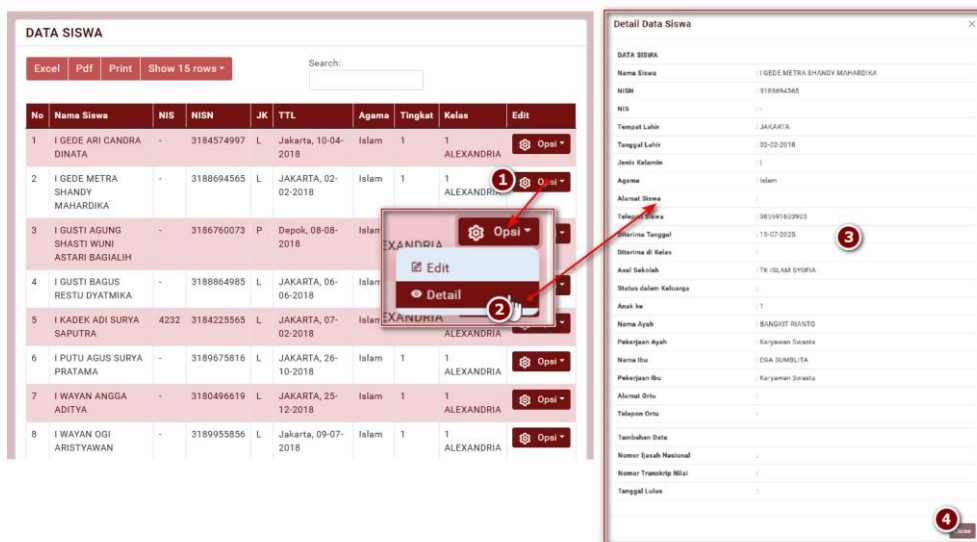 DATA SISWA
Excel Pdf Print Show 15 rows
Search:
No Nama Siswa NIS NISN JK TTL Agama Tingkat Kelas Edit
1 I GEDE ARI CANDRA - 3184574997 L Jakarta, 10-04- Islam 1 1 Opsi
DINATA 2018 ALEXANDRIA
2 I GEDE METRA - 3188694565 L JAKARTA, 02- Islam 1 1 Opsi
SHANDY 02-2018 ALEXANDRIA
MAHARDIKA
3 I GUSTI AGUNG - 3186760073 P Depok, 08-08- Islam
SHASTI WUNI 2018
ASTARI BAGIALIH
4 I GUSTI BAGUS - 3188864985 L JAKARTA, 06-
RESTU DYATMIKA 06-2018
5 I KADEK ADI SURYA 4232 3184225565 L JAKARTA, 07- Islam
SAPUTRA 02-2018 ALEXANDRIA
6 I PUTU AGUS SURYA - 3189675816 L JAKARTA, 26- Islam 1 1 Opsi
PRATAMA 10-2018 ALEXANDRIA
7 I WAYAN ANGGA - 3180496619 L JAKARTA, 25- Islam 1 1 Opsi
ADITYA 12-2018 ALEXANDRIA
8 I WAYAN OGI - 3189955856 L Jakarta, 09-07- Islam 1 1 Opsi
ARISTYAWAN 2018 ALEXANDRIA
1
Opsi
EXANDRIA
Edit
Detail
2
EXANDRIA
Detail Data Siswa ×
DATA SISWA
Nama Siswa : I GEDE METRA SHANDY MAHARDIKA
NISN : 3188694565
NIS : -
Tempat Lahir : JAKARTA
Tanggal Lahir : 02-02-2018
Jenis Kelamin : L
Agama : Islam
Alamat Siswa :
Telepon Siswa
Diterima Tanggal : 10-07-2025
3
Diterima di Kelas :
Asal Sekolah : TK ISLAM SYOFIA
Status dalam Keluarga :
Anak ke : 1
Nama Ayah : BANGKIT RIANTO
Pekerjaan Ayah : Karyawan Swasta
Nama Ibu : EGA SUMBLITA
Pekerjaan Ibu : Karyawan Swasta
Alamat Ortu :
Telepon Ortu :
Tambahan Data
Nomor Ijasah Nasional :
Nomor Transkrip Nilai :
Tanggal Lulus :
4